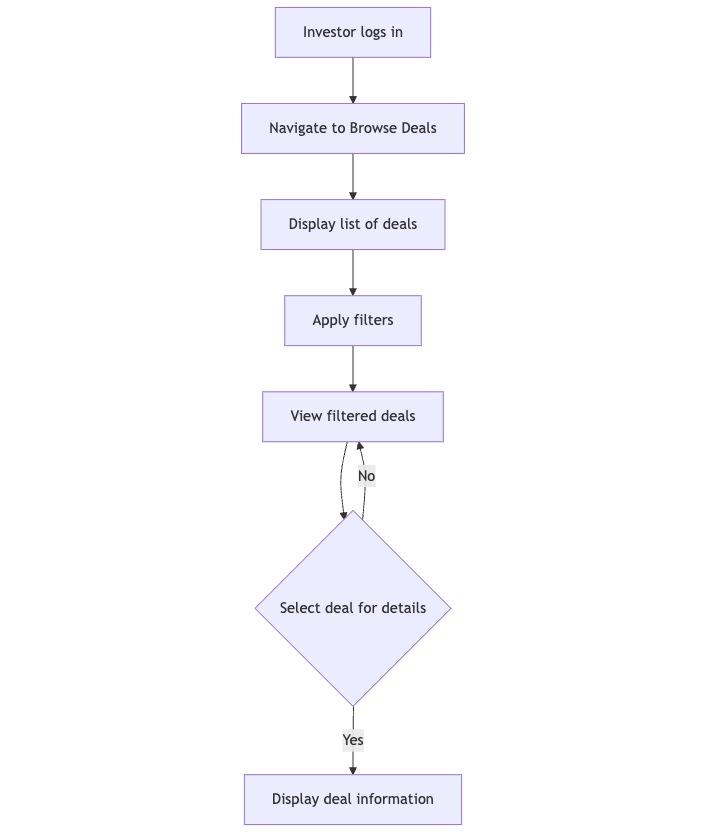 Investor logs in
Navigate to Browse Deals
Display list of deals
Apply filters
View filtered deals
No
Select deal for details
Yes
Display deal information